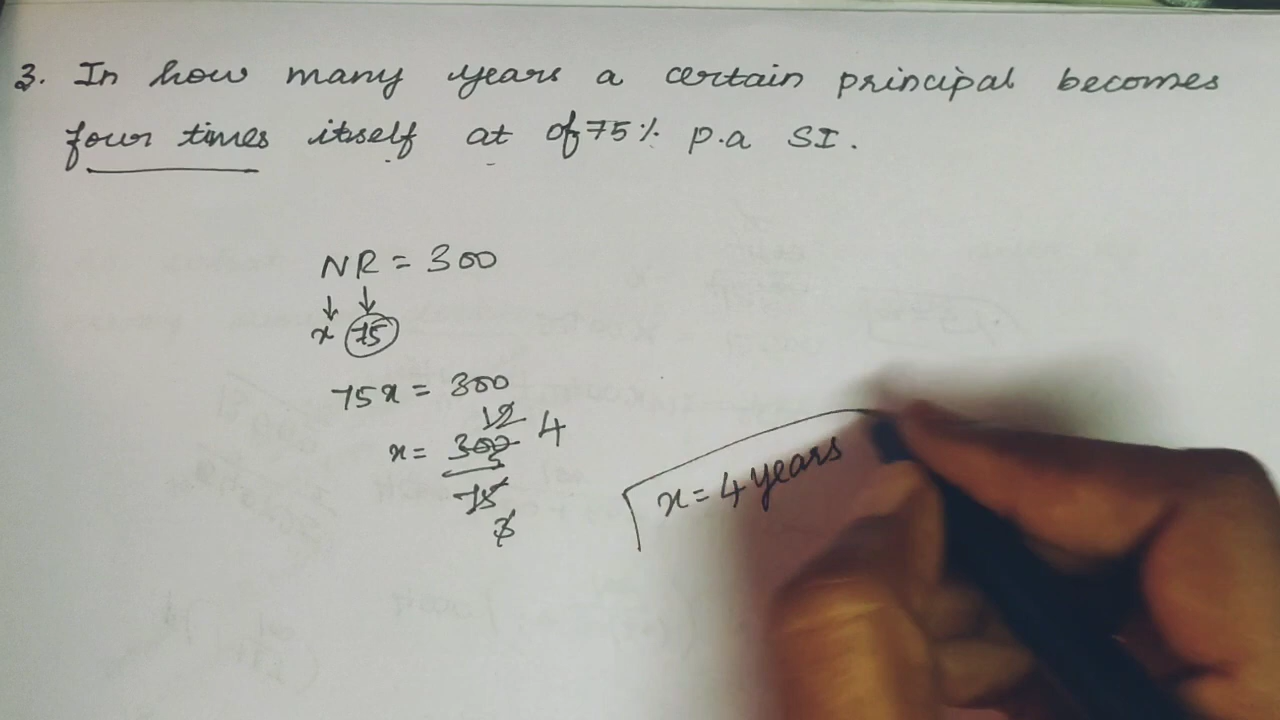 3. In how many years a certain principal becomes
four times itself at of 75% p.a SI.
NR = 300
↓ ↓
x 75
75x = 300
12
x = 300 4
75
3
x = 4 years